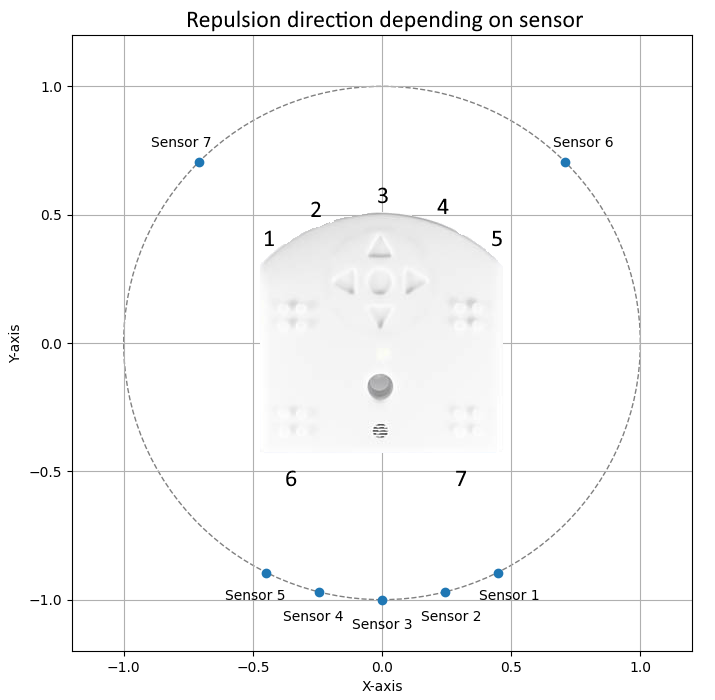 Repulsion direction depending on sensor
1.0
Sensor 7
Sensor 6
3
2
4
0.5
1
5
0.0
Y-axis
−0.5
6
7
Sensor 5
Sensor 1
−1.0
Sensor 4
Sensor 2
Sensor 3
−1.0
−0.5
0.0
0.5
1.0
X-axis